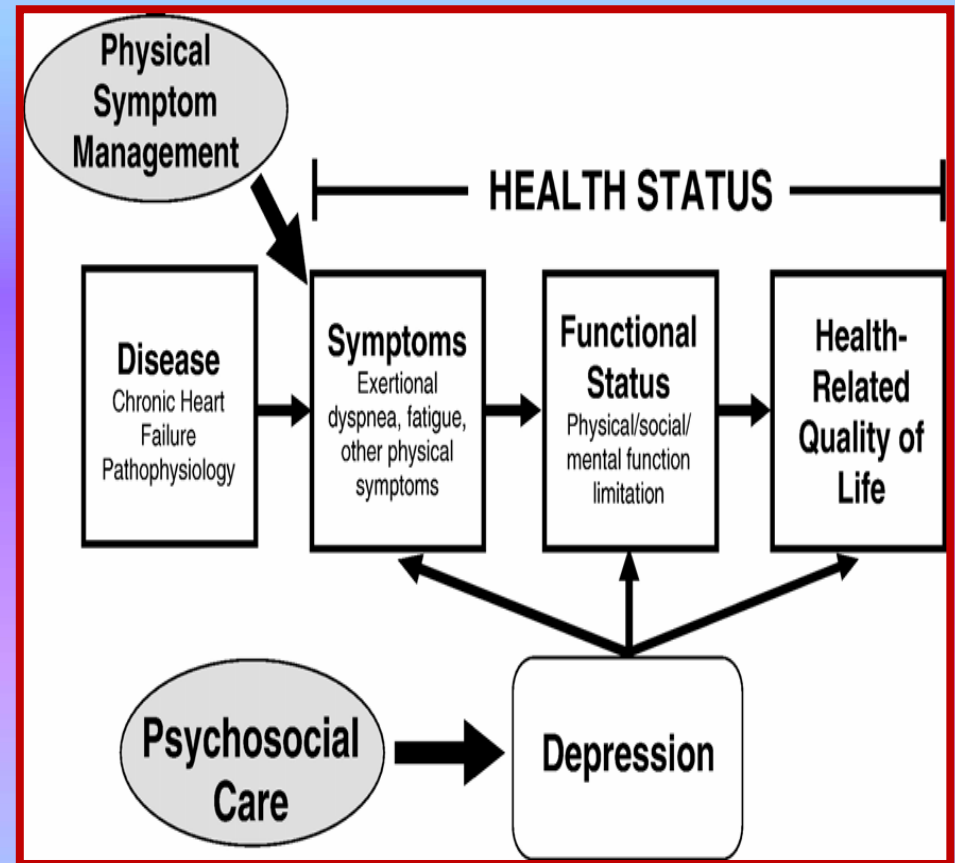 Physical
Symptom
Management
HEALTH STATUS
Disease
Chronic Heart
Failure
Pathophysiology
Symptoms
Exertional
dyspnea, fatigue,
other physical
symptoms
Functional
Status
Physical/social/
mental function
limitation
Health-
Related
Quality of
Life
Psychosocial
Care
Depression